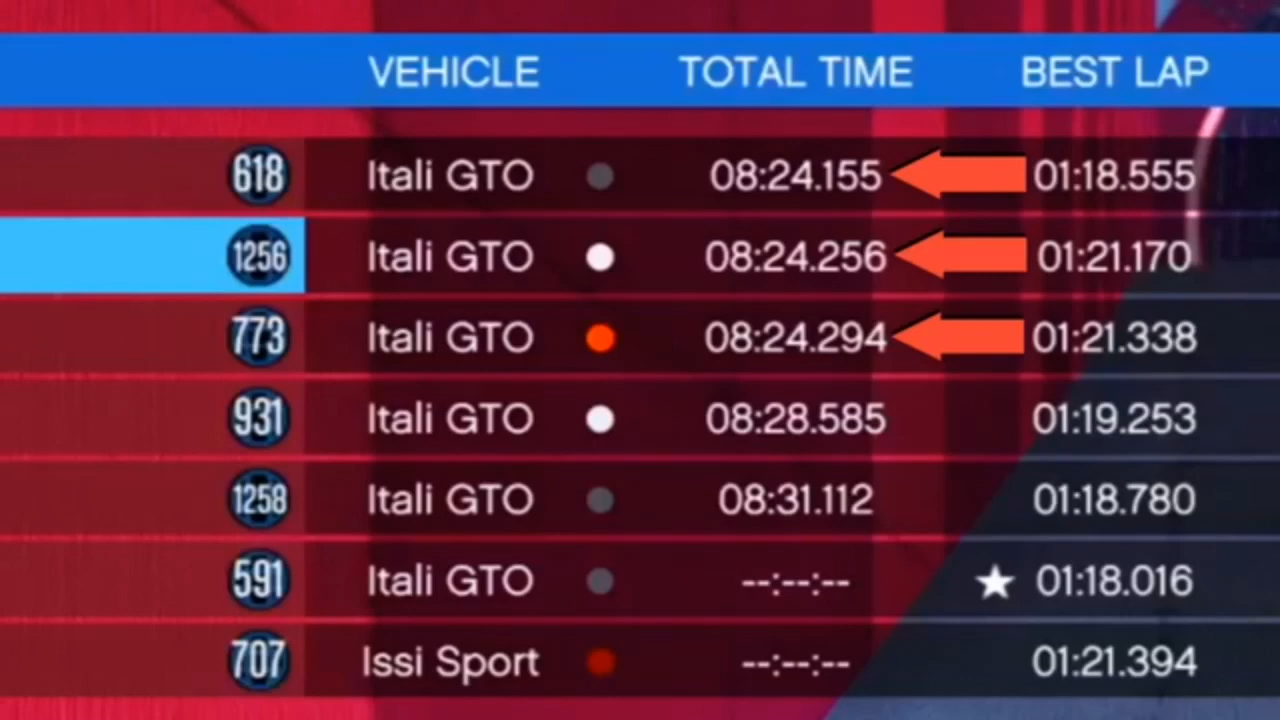 VEHICLE TOTAL TIME BEST LAP
618 Itali GTO 08:24.155 01:18.555
1256 Itali GTO 08:24.256 01:21.170
773 Itali GTO 08:24.294 01:21.338
931 Itali GTO 08:28.585 01:19.253
1258 Itali GTO 08:31.112 01:18.780
591 Itali GTO --:--:-- ★ 01:18.016
707 Issi Sport --:--:-- 01:21.394